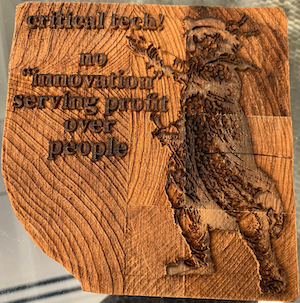 critical tech!
no
"innovation"
serving profit
over
people